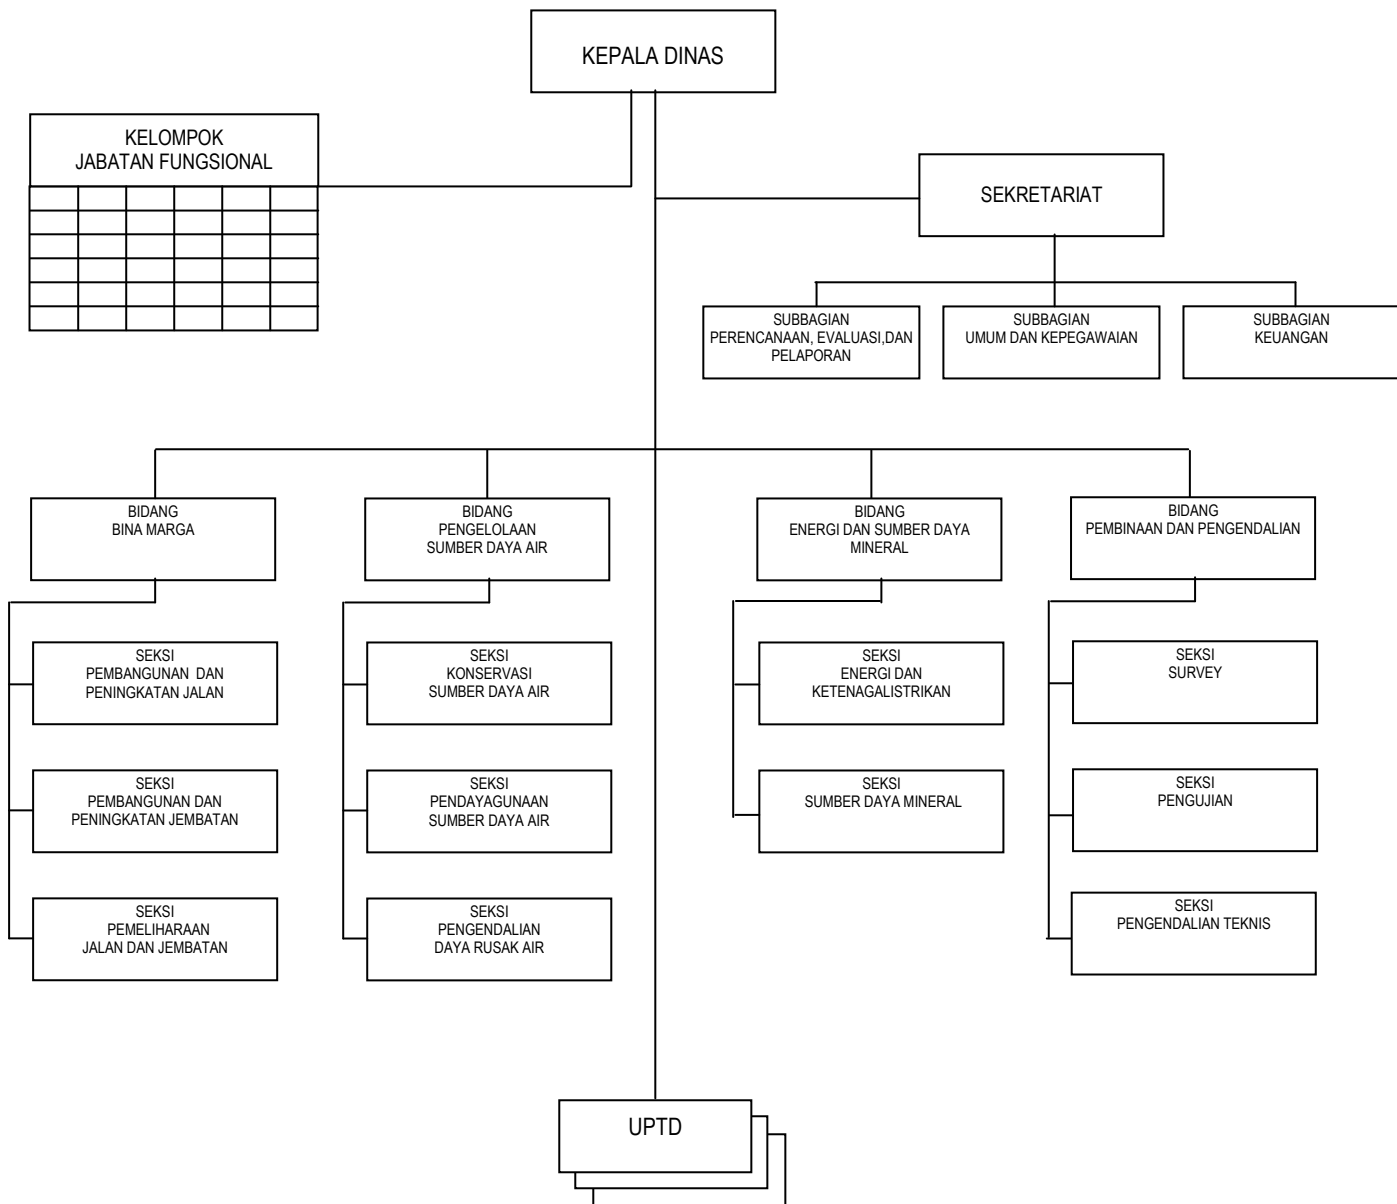 KEPALA DINAS
KELOMPOK
JABATAN FUNGSIONAL
SEKRETARIAT
SUBBAGIAN
PERENCANAAN, EVALUASI,DAN
PELAPORAN
SUBBAGIAN
UMUM DAN KEPEGAWAIAN
SUBBAGIAN
KEUANGAN
BIDANG
BINA MARGA
BIDANG
PENGELOLAAN
SUMBER DAYA AIR
BIDANG
ENERGI DAN SUMBER DAYA
MINERAL
BIDANG
PEMBINAAN DAN PENGENDALIAN
SEKSI
PEMBANGUNAN DAN
PENINGKATAN JALAN
SEKSI
KONSERVASI
SUMBER DAYA AIR
SEKSI
ENERGI DAN
KETENAGALISTRIKAN
SEKSI
SURVEY
SEKSI
PEMBANGUNAN DAN
PENINGKATAN JEMBATAN
SEKSI
PENDAYAGUNAAN
SUMBER DAYA AIR
SEKSI
SUMBER DAYA MINERAL
SEKSI
PENGUJIAN
SEKSI
PEMELIHARAAN
JALAN DAN JEMBATAN
SEKSI
PENGENDALIAN
DAYA RUSAK AIR
SEKSI
PENGENDALIAN TEKNIS
UPTD